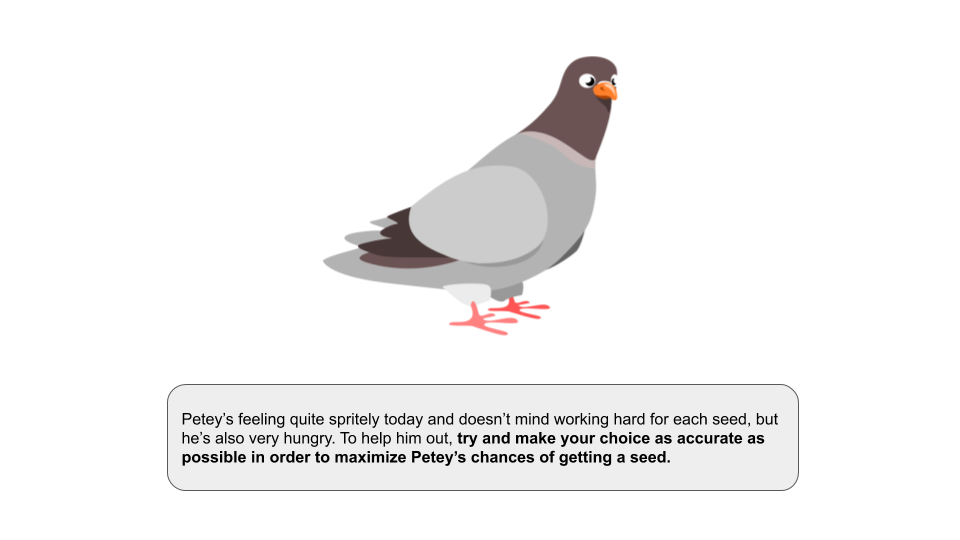 Petey’s feeling quite spritely today and doesn’t mind working hard for each seed, but
he’s also very hungry. To help him out, try and make your choice as accurate as
possible in order to maximize Petey’s chances of getting a seed.